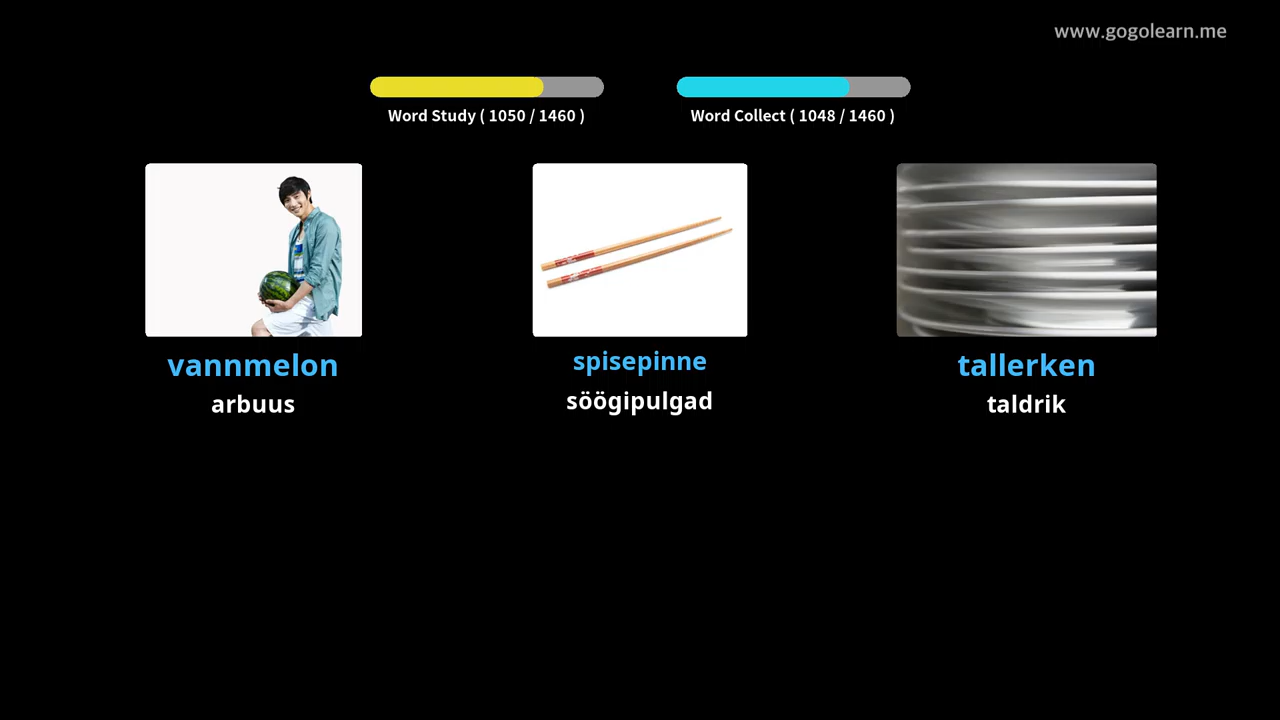 www.gogolearn.me
Word Study ( 1050 / 1460 )
Word Collect ( 1048 / 1460 )
vannmelon
arbuus
spisepinne
söögipulgad
tallerken
taldrik